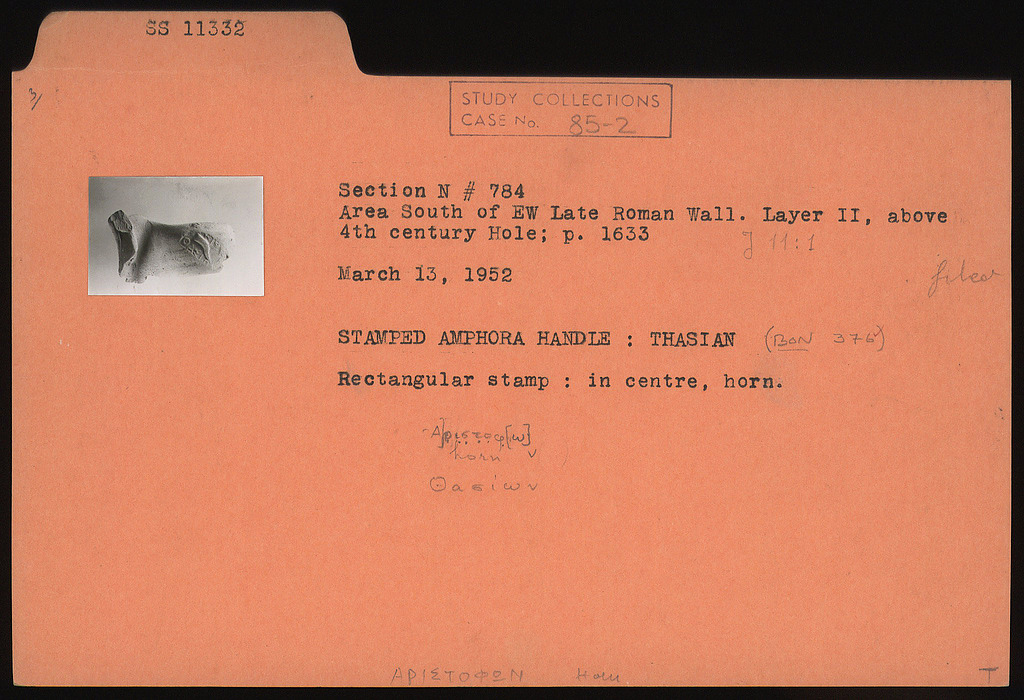 SS 11332
3/
STUDY COLLECTIONS
CASE No. 85-2
Section N # 784
Area South of EW Late Roman Wall. Layer II, above
4th century Hole; p. 1633
J 11:1
March 13, 1952
STAMPED AMPHORA HANDLE : THASIAN (BON 376)
Rectangular stamp : in centre, horn.
Ἀ]ριστοφ[ῶ]
horn ν
Θασίων
ΑΡΙΣΤΟΦΩΝ Horn
T